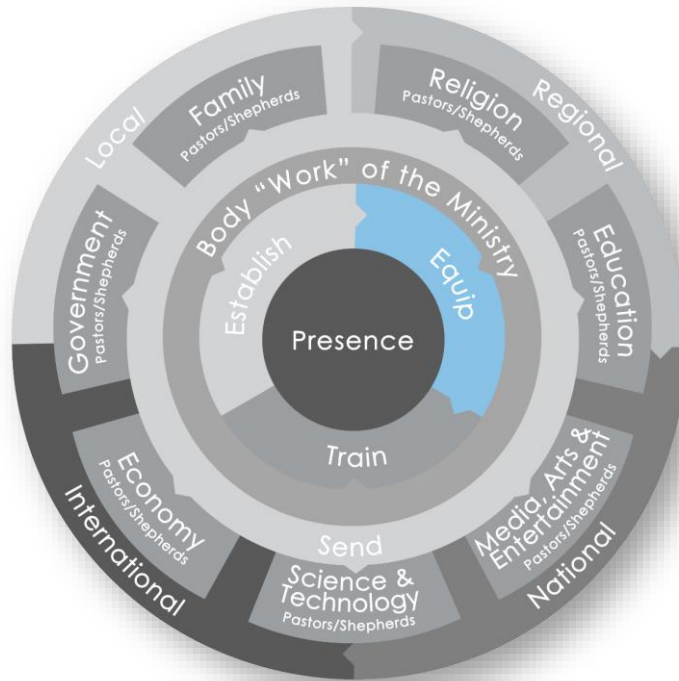 Local
Regional
National
International
Family
Pastors/Shepherds
Religion
Pastors/Shepherds
Education
Pastors/Shepherds
Media, Arts &
Entertainment
Pastors/Shepherds
Science &
Technology
Pastors/Shepherds
Economy
Pastors/Shepherds
Government
Pastors/Shepherds
Send
Body “Work” of the Ministry
Establish
Equip
Train
Presence